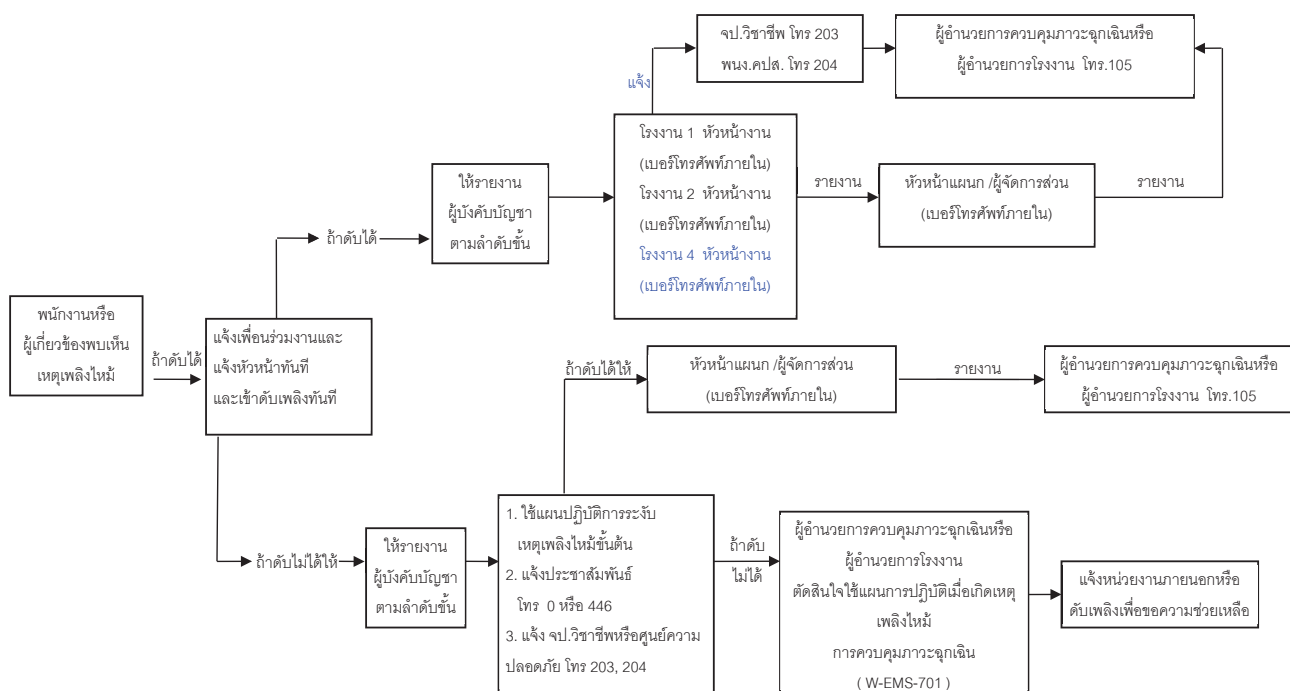 จป.วิชาชีพ โทร 203
พนง.คปส. โทร 204
ผู้อำนวยการควบคุมภาวะฉุกเฉินหรือ
ผู้อำนวยการโรงงาน โทร.105
แจ้ง
โรงงาน 1 หัวหน้างาน
(เบอร์โทรศัพท์ภายใน)
โรงงาน 2 หัวหน้างาน
(เบอร์โทรศัพท์ภายใน)
โรงงาน 4 หัวหน้างาน
(เบอร์โทรศัพท์ภายใน)
ให้รายงาน
ผู้บังคับบัญชา
ตามลำดับขั้น
รายงาน
หัวหน้าแผนก /ผู้จัดการส่วน
(เบอร์โทรศัพท์ภายใน)
รายงาน
ถ้าดับได้
พนักงานหรือ
ผู้เกี่ยวข้องพบเห็น
เหตุเพลิงไหม้
ถ้าดับได้
แจ้งเพื่อนร่วมงานและ
แจ้งหัวหน้าทันที
และเข้าดับเพลิงทันที
ถ้าดับได้ให้
หัวหน้าแผนก /ผู้จัดการส่วน
(เบอร์โทรศัพท์ภายใน)
รายงาน
ผู้อำนวยการควบคุมภาวะฉุกเฉินหรือ
ผู้อำนวยการโรงงาน โทร.105
ถ้าดับไม่ได้ให้
ให้รายงาน
ผู้บังคับบัญชา
ตามลำดับขั้น
1. ใช้แผนปฏิบัติการระงับ
เหตุเพลิงไหม้ขั้นต้น
2. แจ้งประชาสัมพันธ์
โทร 0 หรือ 446
3. แจ้ง จป.วิชาชีพหรือศูนย์ความ
ปลอดภัย โทร 203, 204
ถ้าดับ
ไม่ได้
ผู้อำนวยการควบคุมภาวะฉุกเฉินหรือ
ผู้อำนวยการโรงงาน
ตัดสินใจใช้แผนการปฏิบัติเมื่อเกิดเหตุ
เพลิงไหม้
การควบคุมภาวะฉุกเฉิน
( W-EMS-701 )
แจ้งหน่วยงานภายนอกหรือ
ดับเพลิงเพื่อขอความช่วยเหลือ